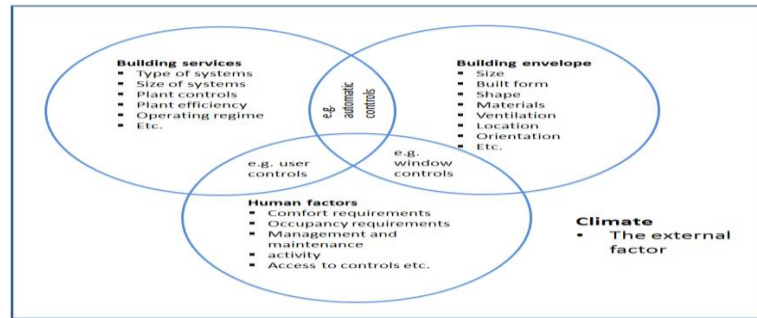 Building services
▪ Type of systems
▪ Size of systems
▪ Plant controls
▪ Plant efficiency
▪ Operating regime
▪ Etc.
e.g.
automatic
controls
Building envelope
▪ Size
▪ Built form
▪ Shape
▪ Materials
▪ Ventilation
▪ Location
▪ Orientation
▪ Etc.
e.g. user
controls
e.g.
window
controls
Human factors
▪ Comfort requirements
▪ Occupancy requirements
▪ Management and
maintenance
▪ activity
▪ Access to controls etc.
Climate
• The external
factor